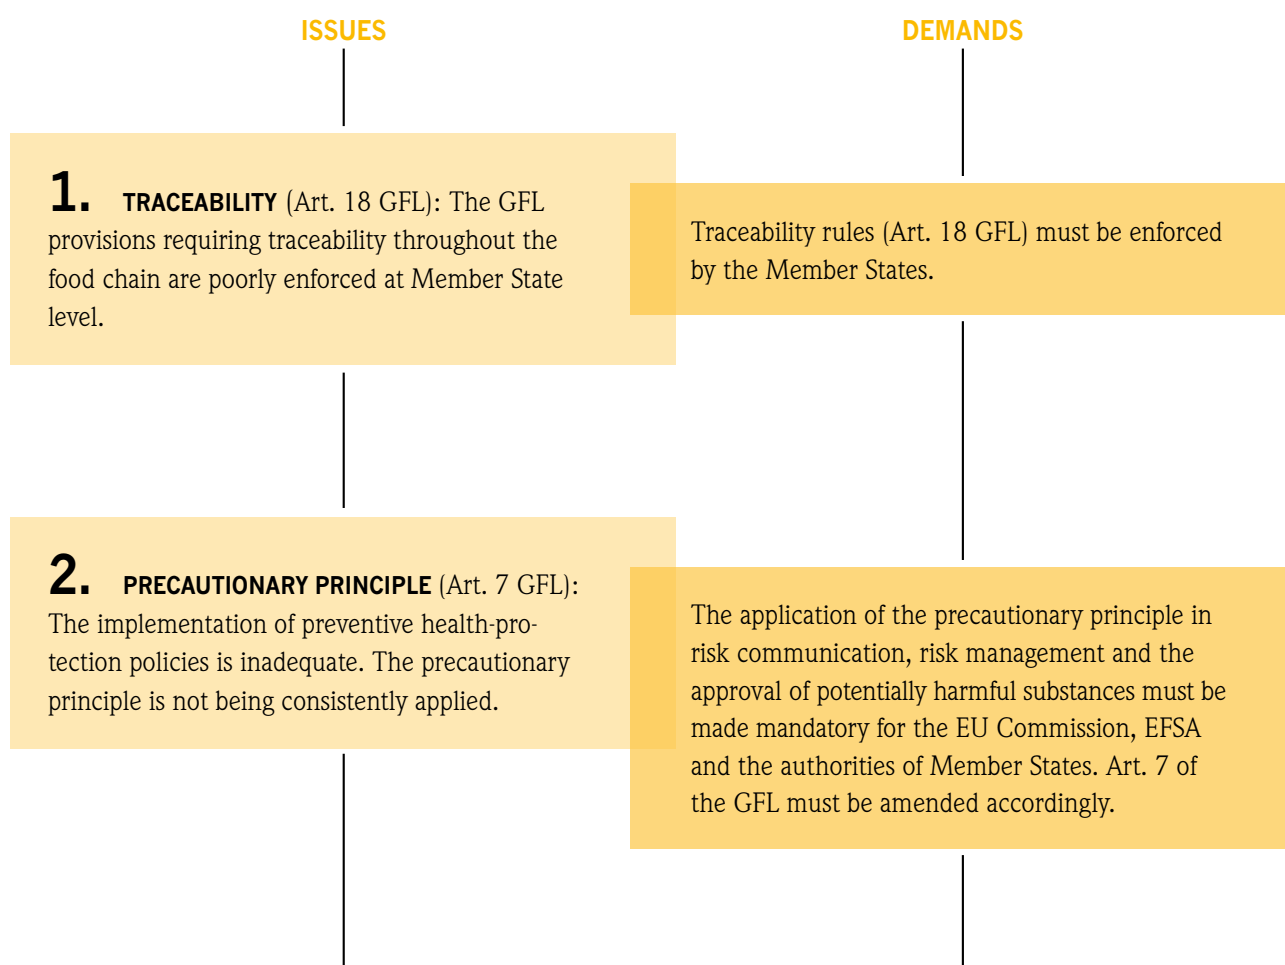 ISSUES
DEMANDS
1. TRACEABILITY (Art. 18 GFL): The GFL
provisions requiring traceability throughout the
food chain are poorly enforced at Member State
level.
Traceability rules (Art. 18 GFL) must be enforced
by the Member States.
2. PRECAUTIONARY PRINCIPLE (Art. 7 GFL):
The implementation of preventive health-pro-
tection policies is inadequate. The precautionary
principle is not being consistently applied.
The application of the precautionary principle in
risk communication, risk management and the
approval of potentially harmful substances must be
made mandatory for the EU Commission, EFSA
and the authorities of Member States. Art. 7 of
the GFL must be amended accordingly.